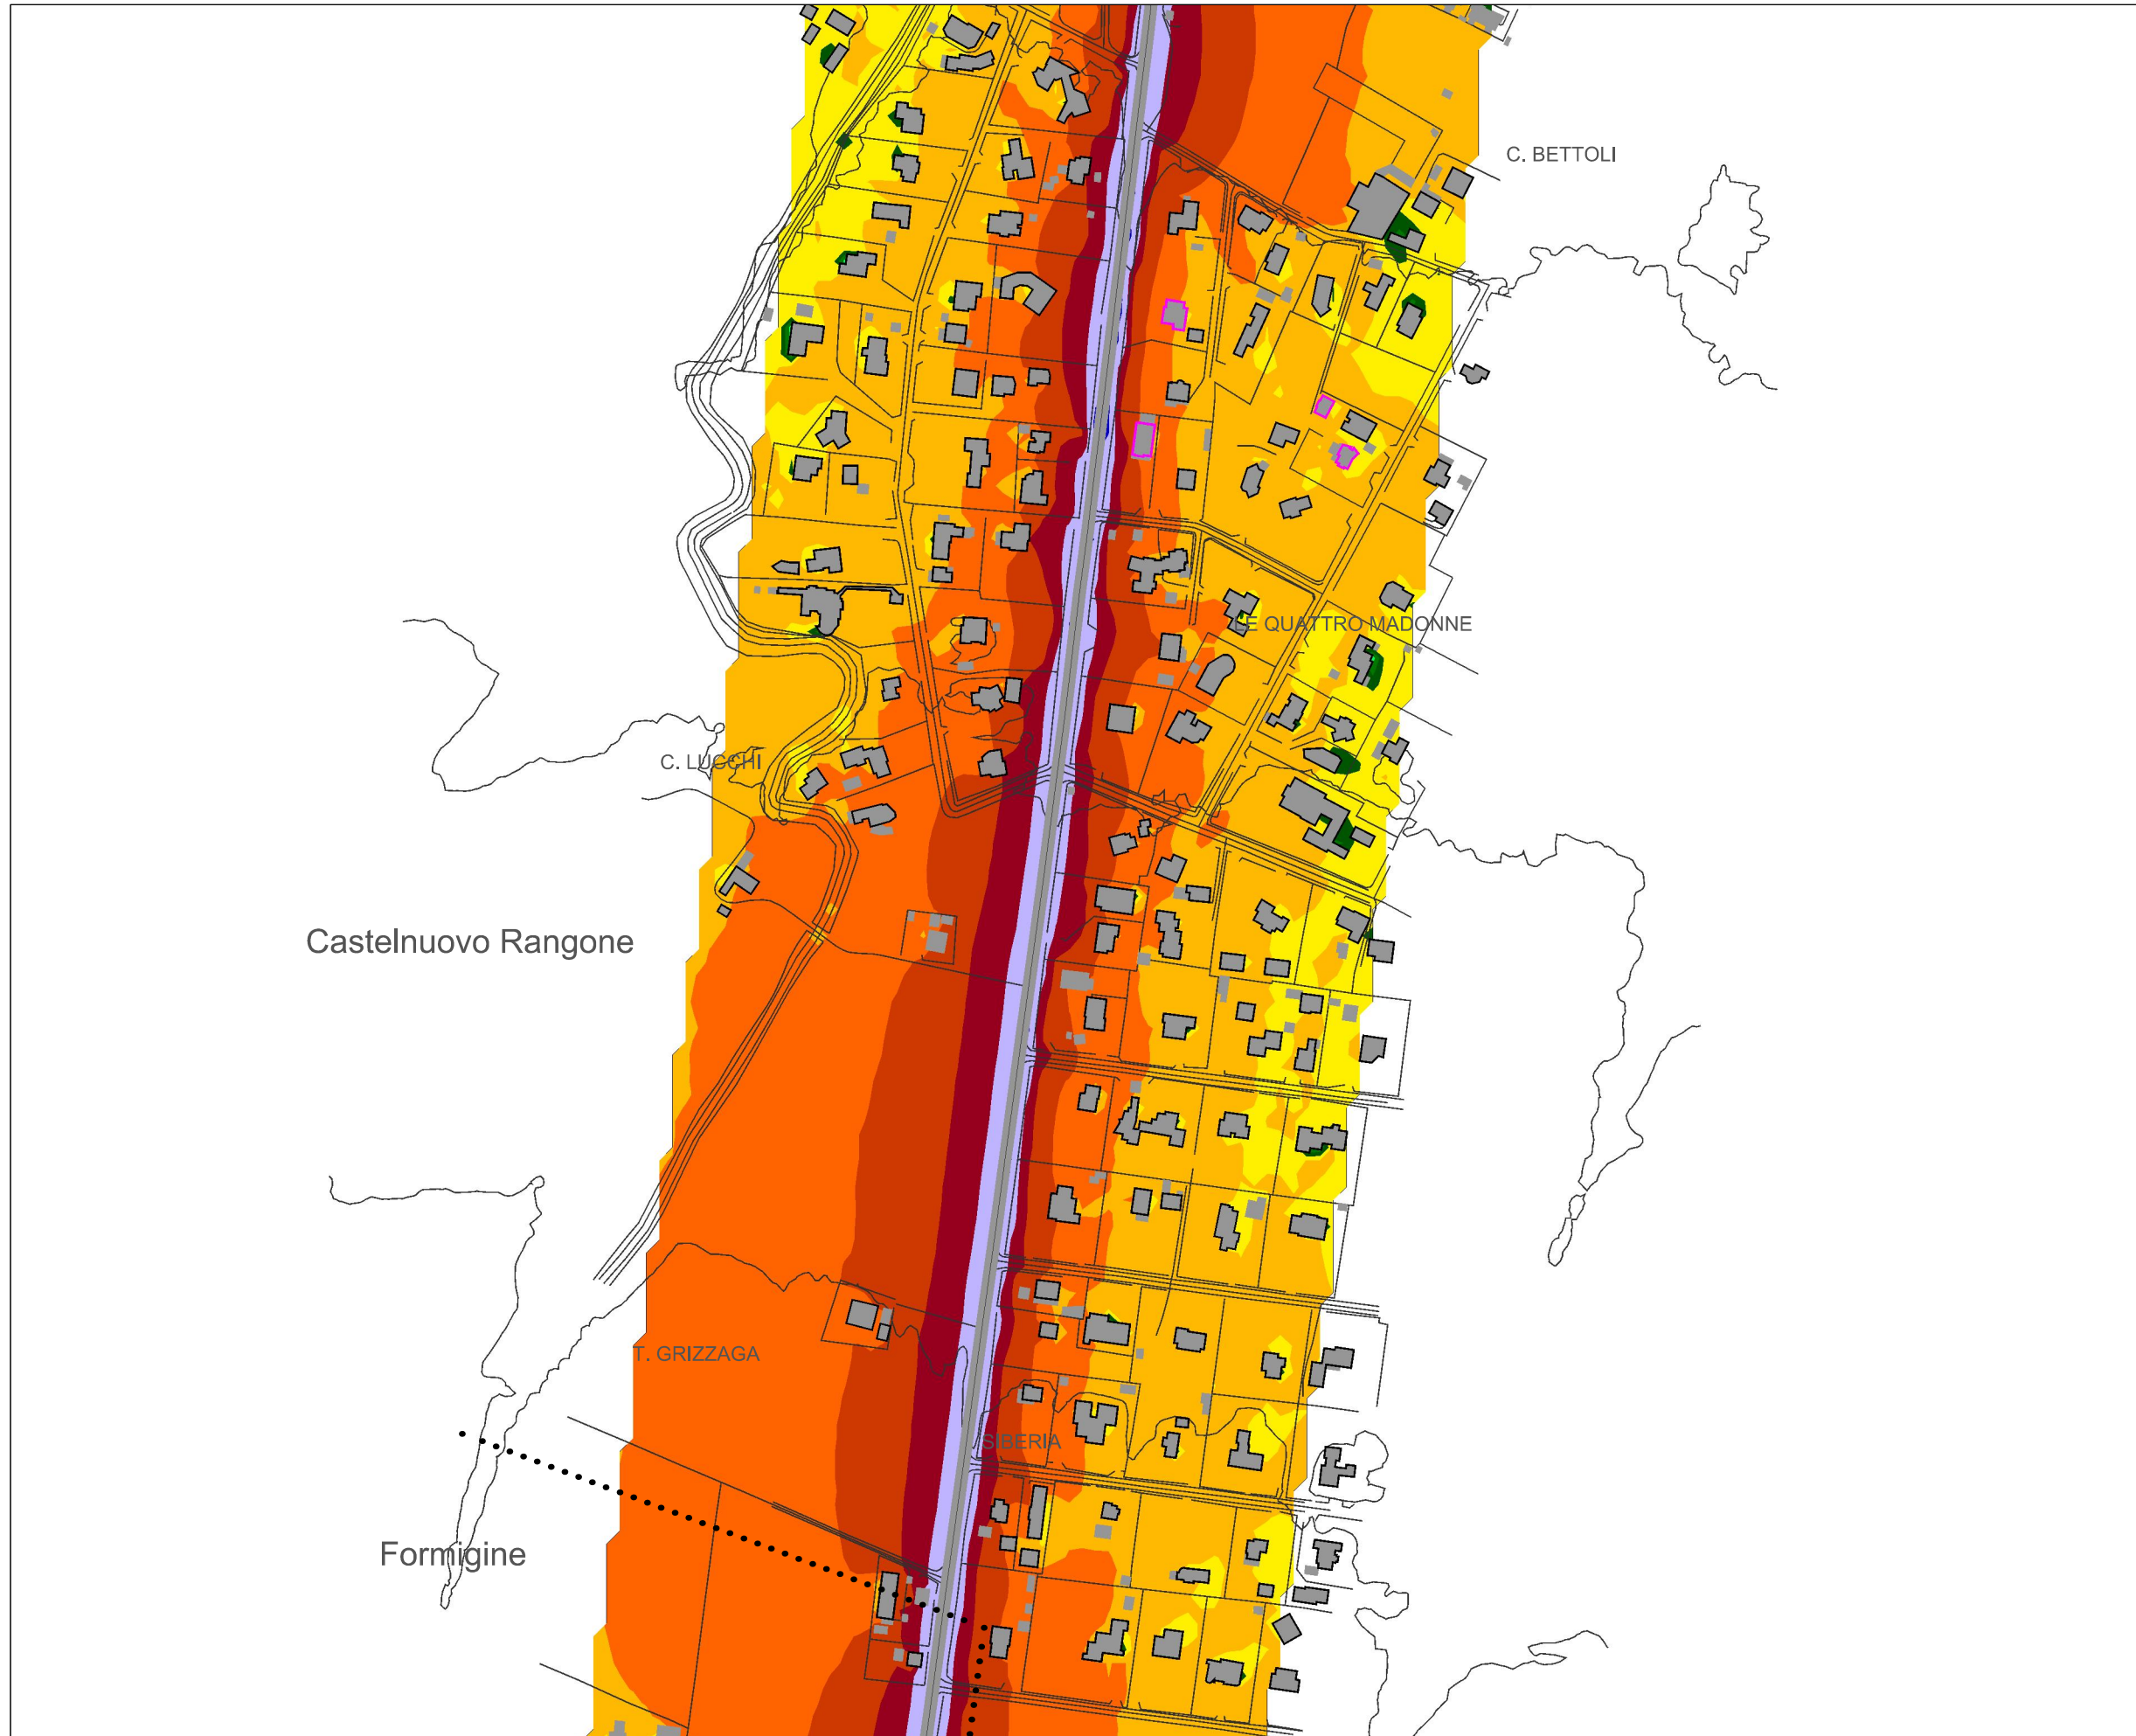 C. BETTOLI
LE QUATTRO MADONNE
C. LUCCHI
Castelnuovo Rangone
T. GRIZZAGA
SIBERIA
Formigine